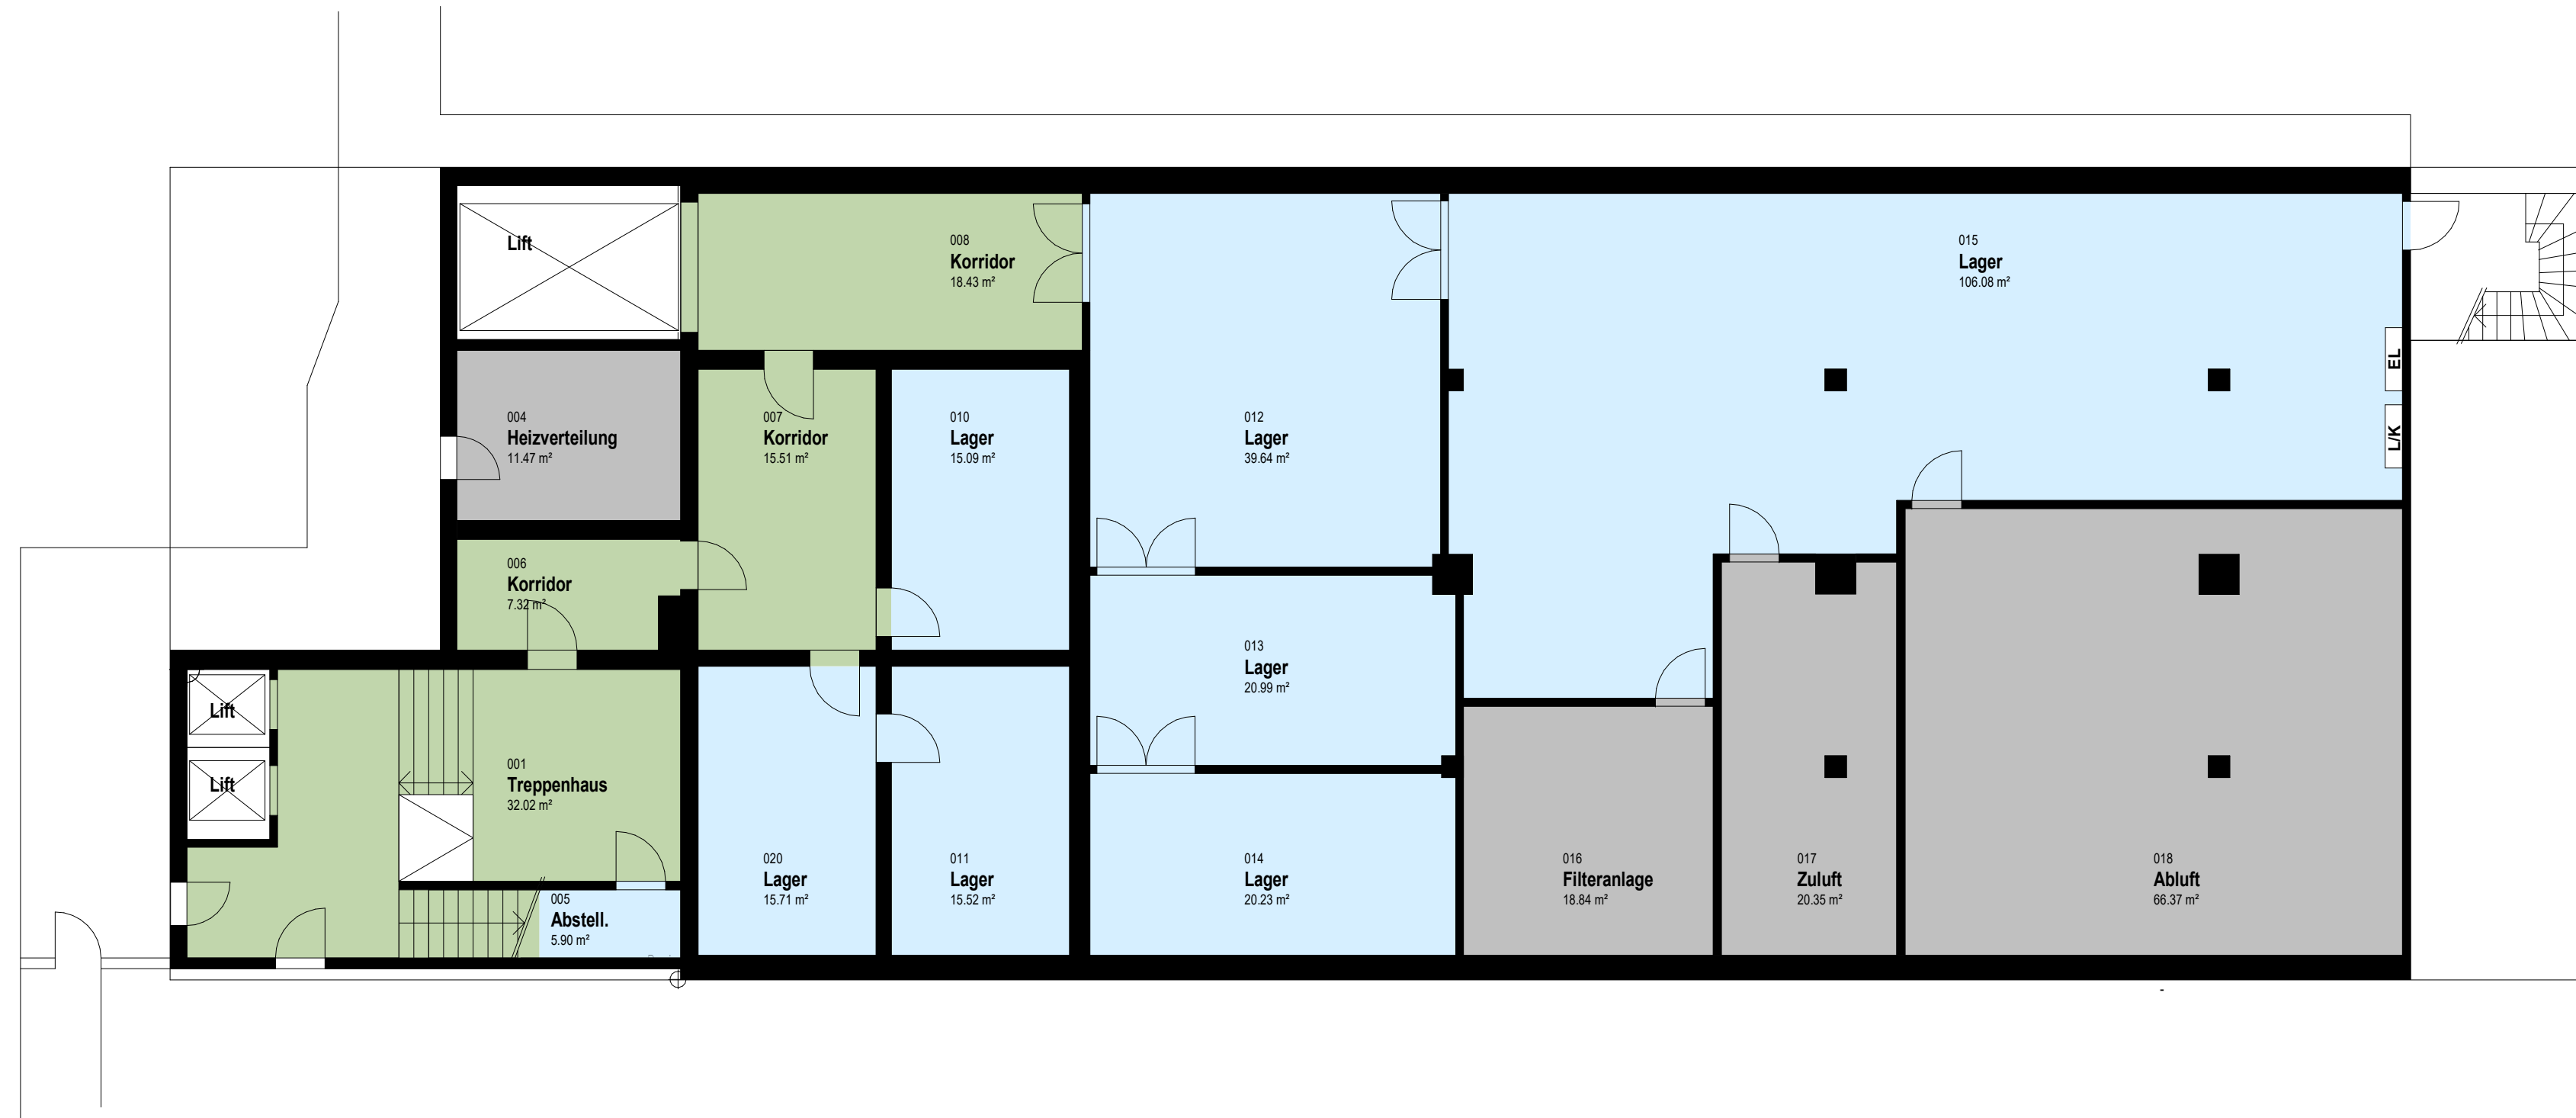 Lift
008
Korridor
18.43 m²
015
Lager
106.08 m²
EL
L/K
004
Heizverteilung
11.47 m²
007
Korridor
15.51 m²
010
Lager
15.09 m²
012
Lager
39.64 m²
006
Korridor
7.32 m²
013
Lager
20.99 m²
Lift
Lift
001
Treppenhaus
32.02 m²
005
Abstell.
5.90 m²
020
Lager
15.71 m²
011
Lager
15.52 m²
014
Lager
20.23 m²
016
Filteranlage
18.84 m²
017
Zuluft
20.35 m²
018
Abluft
66.37 m²